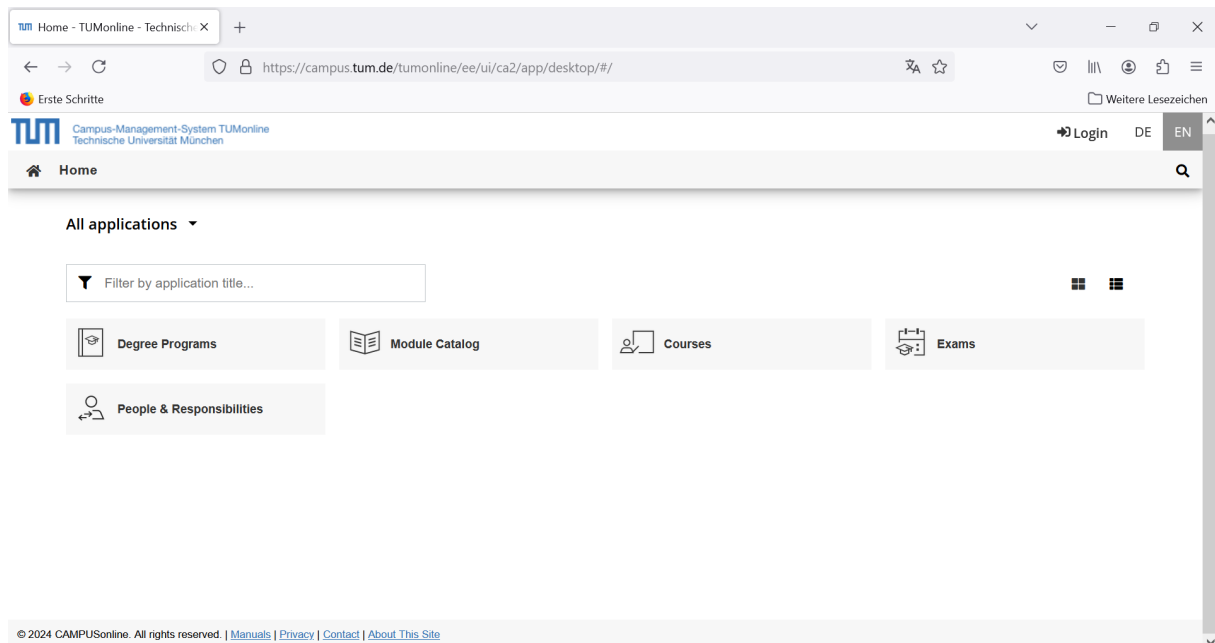 TUM Home - TUMonline - Technisch
https://campus.tum.de/tumonline/ee/ui/ca2/app/desktop/#/
Erste Schritte
Weitere Lesezeichen
TUM
Campus-Management-System TUMonline
Technische Universität München
Login DE EN
Home
All applications
Filter by application title...
Degree Programs
Module Catalog
Courses
Exams
People & Responsibilities
© 2024 CAMPUSonline. All rights reserved. | Manuals | Privacy | Contact | About This Site